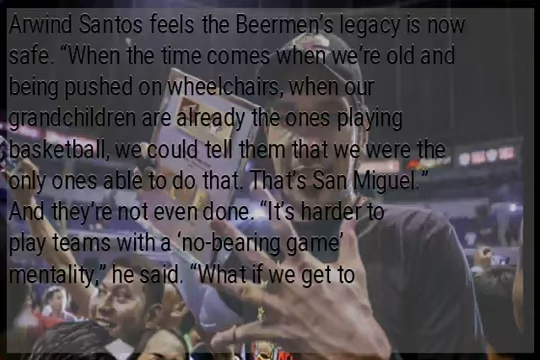 Arwind Santos feels the Beermen’s legacy is now
safe. “When the time comes when we’re old and
being pushed on wheelchairs, when our
grandchildren are already the ones playing
basketball, we could tell them that we were the
only ones able to do that. That’s San Miguel.”
And they’re not even done. “It’s harder to
play teams with a ‘no-bearing game’
mentality,” he said. “What if we get to